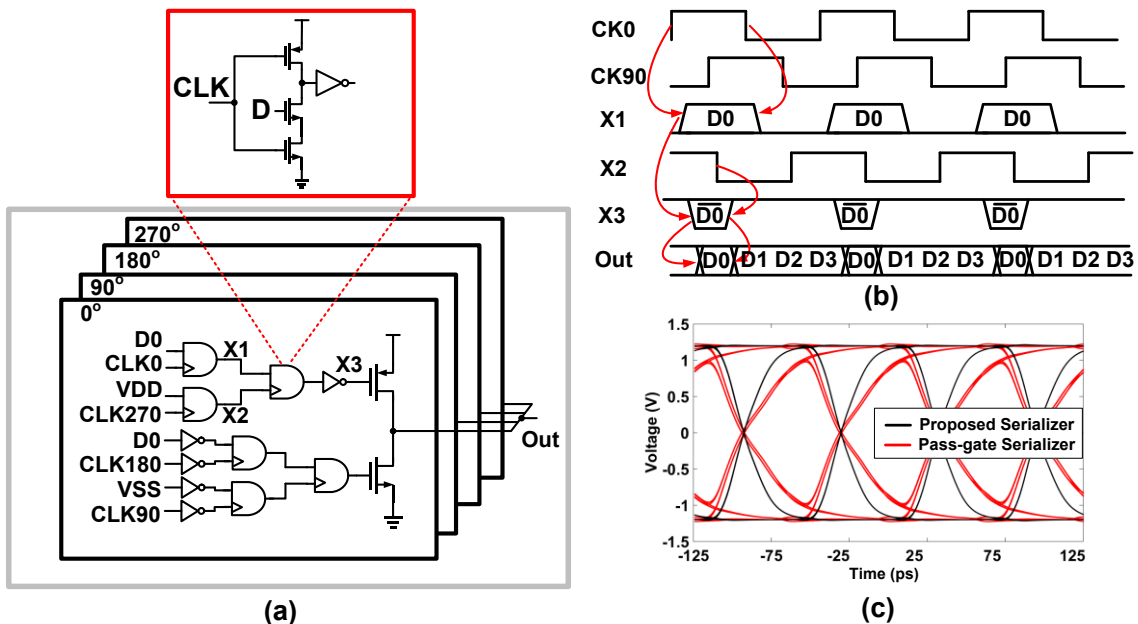 CLK
D
270°
180°
90°
0°
D0
CLK0
X1
VDD
CLK270
X2
X3
D0
CLK180
VSS
CLK90
Out
(a)
CK0
CK90
X1
D0 D0 D0
X2
X3
D0 D0 D0
Out
D0 D1 D2 D3 D0 D1 D2 D3 D0 D1 D2 D3
(b)
1.5
1
0.5
0
-0.5
-1
-1.5
Voltage (V)
Proposed Serializer
Pass-gate Serializer
-125 -75 -25 25 75 125
Time (ps)
(c)